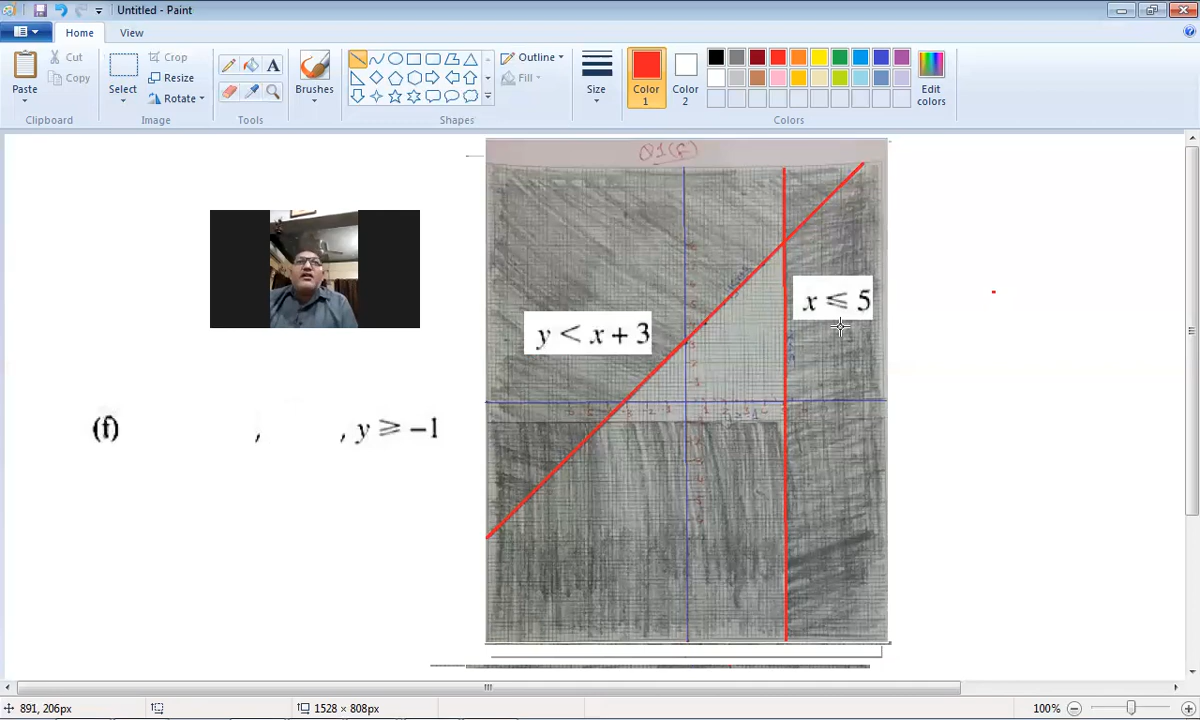 Untitled - Paint
Home
View
Paste
Cut
Copy
Clipboard
Select
Crop
Resize
Rotate
Image
A
Tools
Brushes
Shapes
Outline
Fill
Size
Color 1
Color 2
Edit colors
Colors
Q1(f)
x ≤ 5
y < x + 3
(f) , , y ≥ −1
891, 206px
1528 × 808px
100%